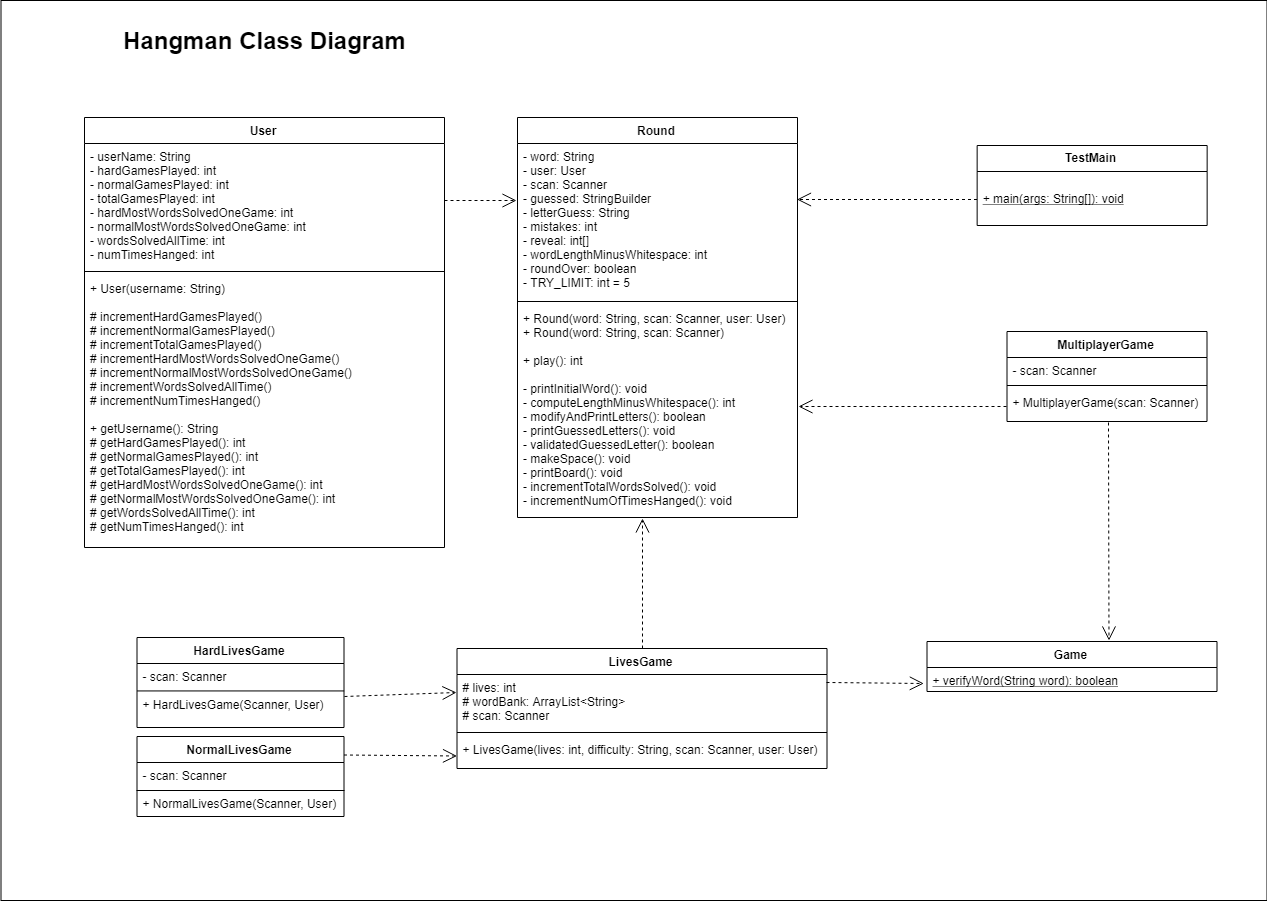 Hangman Class Diagram
User
- userName: String
- hardGamesPlayed: int
- normalGamesPlayed: int
- totalGamesPlayed: int
- hardMostWordsSolvedOneGame: int
- normalMostWordsSolvedOneGame: int
- wordsSolvedAllTime: int
- numTimesHanged: int
+ User(username: String)
# incrementHardGamesPlayed()
# incrementNormalGamesPlayed()
# incrementTotalGamesPlayed()
# incrementHardMostWordsSolvedOneGame()
# incrementNormalMostWordsSolvedOneGame()
# incrementWordsSolvedAllTime()
# incrementNumTimesHanged()
+ getUsername(): String
# getHardGamesPlayed(): int
# getNormalGamesPlayed(): int
# getTotalGamesPlayed(): int
# getHardMostWordsSolvedOneGame(): int
# getNormalMostWordsSolvedOneGame(): int
# getWordsSolvedAllTime(): int
# getNumTimesHanged(): int
Round
- word: String
- user: User
- scan: Scanner
- guessed: StringBuilder
- letterGuess: String
- mistakes: int
- reveal: int[]
- wordLengthMinusWhitespace: int
- roundOver: boolean
- TRY_LIMIT: int = 5
+ Round(word: String, scan: Scanner, user: User)
+ Round(word: String, scan: Scanner)
+ play(): int
- printInitialWord(): void
- computeLengthMinusWhitespace(): int
- modifyAndPrintLetters(): boolean
- printGuessedLetters(): void
- validatedGuessedLetter(): boolean
- makeSpace(): void
- printBoard(): void
- incrementTotalWordsSolved(): void
- incrementNumOfTimesHanged(): void
TestMain
+ main(args: String[]): void
MultiplayerGame
- scan: Scanner
+ MultiplayerGame(scan: Scanner)
HardLivesGame
- scan: Scanner
+ HardLivesGame(Scanner, User)
NormalLivesGame
- scan: Scanner
+ NormalLivesGame(Scanner, User)
LivesGame
# lives: int
# wordBank: ArrayList<String>
# scan: Scanner
+ LivesGame(lives: int, difficulty: String, scan: Scanner, user: User)
Game
+ verifyWord(String word): boolean